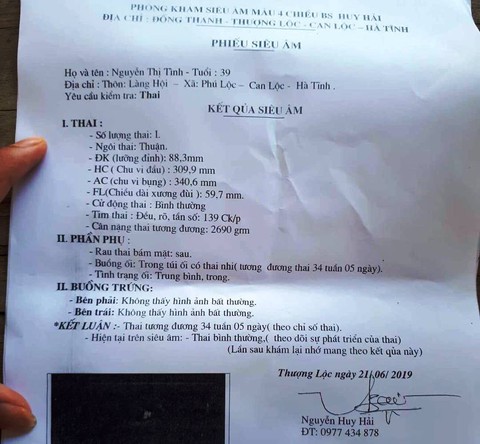 PHÒNG KHÁM SIÊU ÂM MÀU 4 CHIỀU BS HUY HẢI
ĐỊA CHỈ : ĐÔNG THANH - THƯỢNG LỘC - CAN LỘC – HÀ TĨNH
PHIẾU SIÊU ÂM
Họ và tên : Nguyễn Thị Tình - Tuổi : 39
Địa chỉ : Thôn: Làng Hội – Xã: Phú Lộc – Can Lộc - Hà Tĩnh .
Yêu cầu kiểm tra: Thai
KẾT QỦA SIÊU ÂM
I. THAI :
- Số lượng thai: I.
- Ngôi thai: Thuận.
- ĐK (lưỡng đỉnh): 88,3mm
- HC ( Chu vi đầu) : 309,9 mm
- AC (chu vi bụng) : 340,6 mm
- FL(Chiều dài xương đùi ): 59,7 mm.
- Cử động thai : Bình thường
- Tim thai : Đều, rõ, tần số: 139 Ck/p
- Cân nặng thai tương đương: 2690 grm
II. PHẦN PHỤ :
- Rau thai bám mặt: sau.
- Buồng ối: Trong túi ối có thai nhi( tương đương thai 34 tuần 05 ngày).
- Tình trạng ối: Trung bình, trong.
II. BUỒNG TRỨNG:
- Bên phải: Không thấy hình ảnh bất thường.
- Bên trái: Không thấy hình ảnh bất thường.
*KẾT LUẬN :- Thai tương đương 34 tuần 05 ngày( theo chỉ số thai).
- Hiện tại trên siêu âm: - Thai bình thường,( theo dõi sự phát triển của thai)
(Lần sau khám lại nhớ mang theo kết qủa này)
Thượng Lộc ngày 21/06/ 2019
Nguyễn Huy Hải
ĐT: 0977 434 878